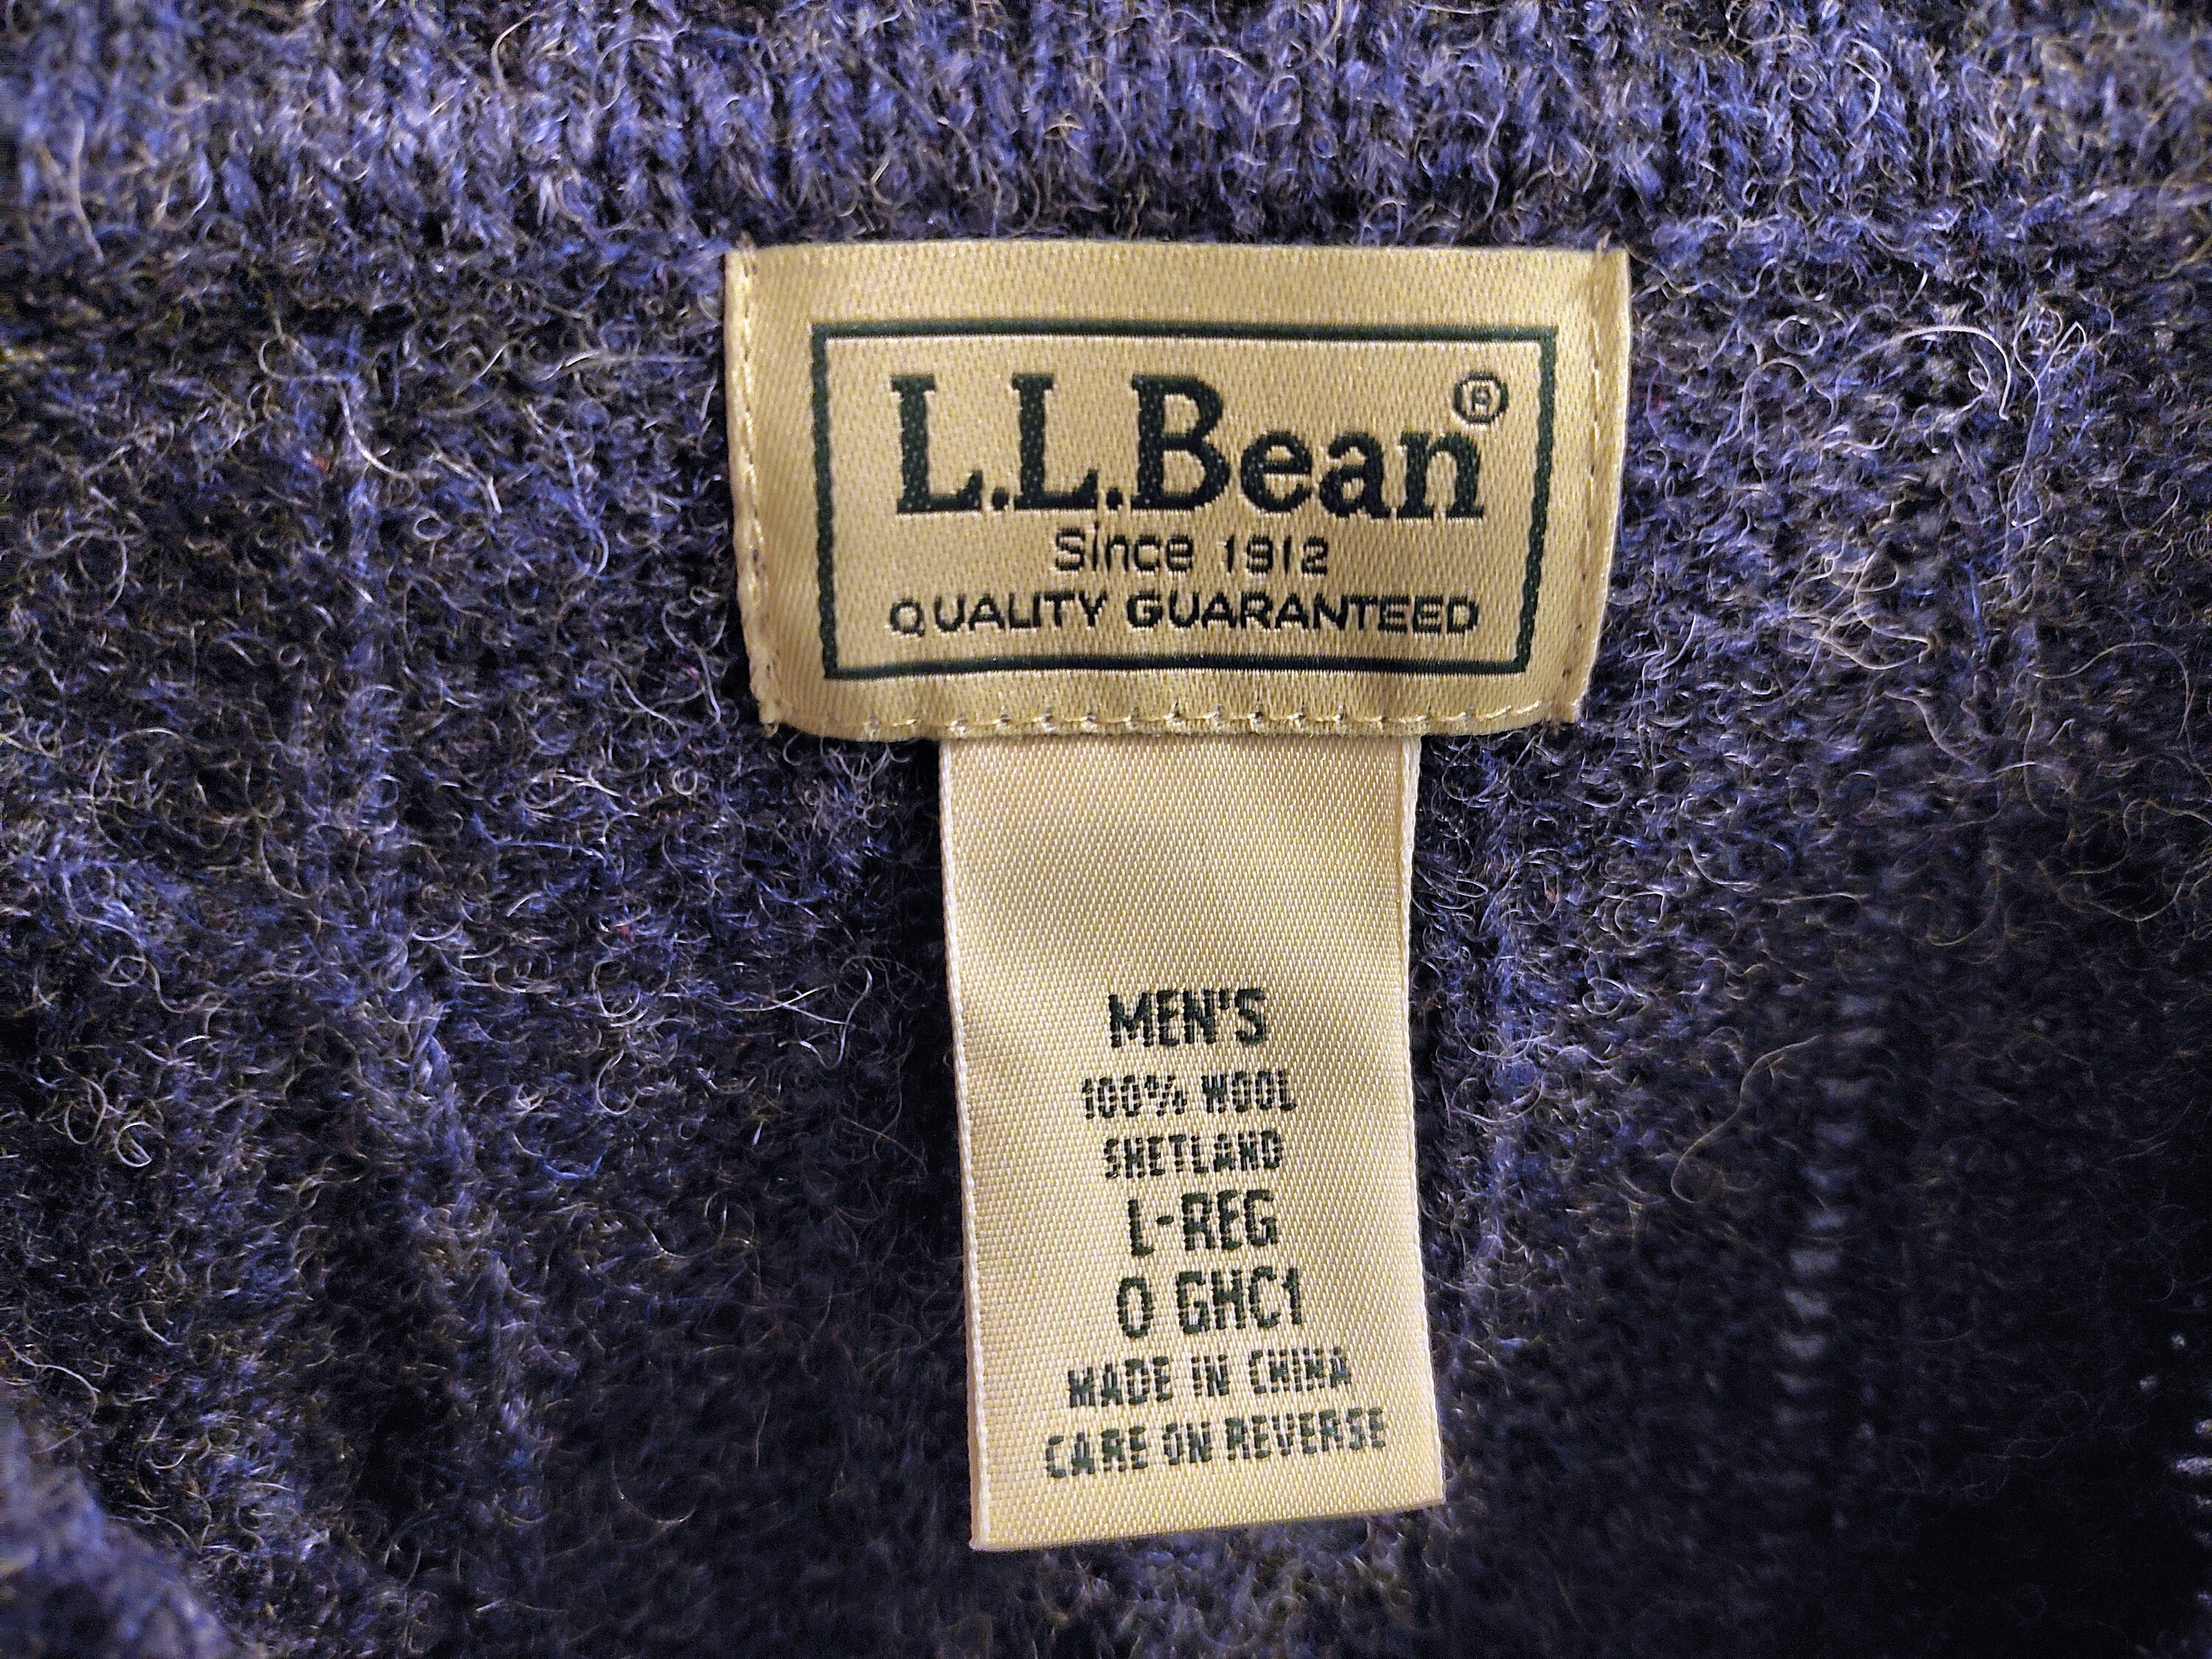 L.L.Bean®
Since 1912
QUALITY GUARANTEED
MEN'S
100% WOOL
SHETLAND
L-REG
0 GHC1
MADE IN CHINA
CARE ON REVERSE